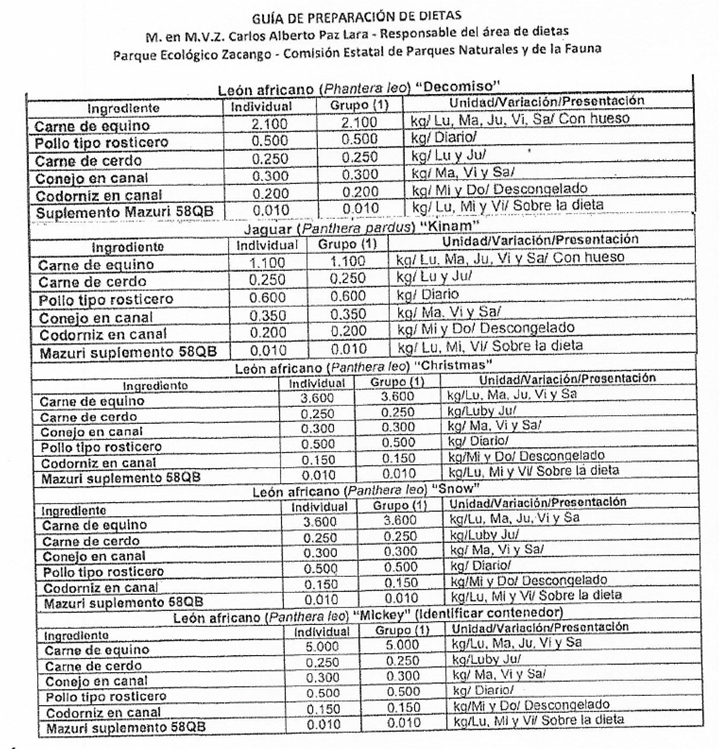 GUÍA DE PREPARACIÓN DE DIETAS
M. en M.V.Z. Carlos Alberto Paz Lara - Responsable del área de dietas
Parque Ecológico Zacango - Comisión Estatal de Parques Naturales y de la Fauna
León africano (Phantera leo) “Decomiso”
Ingrediente Individual Grupo (1) Unidad/Variación/Presentación
Carne de equino 2.100 2.100 kg/ Lu, Ma, Ju, Vi, Sa/ Con hueso
Pollo tipo rosticero 0.500 0.500 kg/ Diario/
Carne de cerdo 0.250 0.250 kg/ Lu y Ju/
Conejo en canal 0.300 0.300 kg/ Ma, Vi y Sa/
Codorniz en canal 0.200 0.200 kg/ Mi y Do/ Descongelado
Suplemento Mazuri 58QB 0.010 0.010 kg/ Lu, Mi y Vi/ Sobre la dieta
Jaguar (Panthera pardus) “Kinam”
Ingrediente Individual Grupo (1) Unidad/Variación/Presentación
Carne de equino 1.100 1.100 kg/ Lu, Ma, Ju, Vi y Sa/ Con hueso
Carne de cerdo 0.250 0.250 kg/ Lu y Ju/
Pollo tipo rosticero 0.600 0.600 kg/ Diario
Conejo en canal 0.350 0.350 kg/ Ma, Vi y Sa/
Codorniz en canal 0.200 0.200 kg/ Mi y Do/ Descongelado
Mazuri suplemento 58QB 0.010 0.010 kg/ Lu, Mi, Vi/ Sobre la dieta
León africano (Panthera leo) “Christmas”
Ingrediente Individual Grupo (1) Unidad/Variación/Presentación
Carne de equino 3.600 3.600 kg/Lu, Ma, Ju, Vi y Sa
Carne de cerdo 0.250 0.250 kg/Luby Ju/
Conejo en canal 0.300 0.300 kg/ Ma, Vi y Sa/
Pollo tipo rosticero 0.500 0.500 kg/ Diario/
Codorniz en canal 0.150 0.150 kg/Mi y Do/ Descongelado
Mazuri suplemento 58QB 0.010 0.010 kg/Lu, Mi y Vi/ Sobre la dieta
León africano (Panthera leo) “Snow”
Ingrediente Individual Grupo (1) Unidad/Variación/Presentación
Carne de equino 3.600 3.600 kg/Lu, Ma, Ju, Vi y Sa
Carne de cerdo 0.250 0.250 kg/Luby Ju/
Conejo en canal 0.300 0.300 kg/ Ma, Vi y Sa/
Pollo tipo rosticero 0.500 0.500 kg/ Diario/
Codorniz en canal 0.150 0.150 kg/Mi y Do/ Descongelado
Mazuri suplemento 58QB 0.010 0.010 kg/Lu, Mi y Vi/ Sobre la dieta
León africano (Panthera leo) “Mickey” (Identificar contenedor)
Ingrediente Individual Grupo (1) Unidad/Variación/Presentación
Carne de equino 5.000 5.000 kg/Lu, Ma, Ju, Vi y Sa
Carne de cerdo 0.250 0.250 kg/Luby Ju/
Conejo en canal 0.300 0.300 kg/ Ma, Vi y Sa/
Pollo tipo rosticero 0.500 0.500 kg/ Diario/
Codorniz en canal 0.150 0.150 kg/Mi y Do/ Descongelado
Mazuri suplemento 58QB 0.010 0.010 kg/Lu, Mi y Vi/ Sobre la dieta